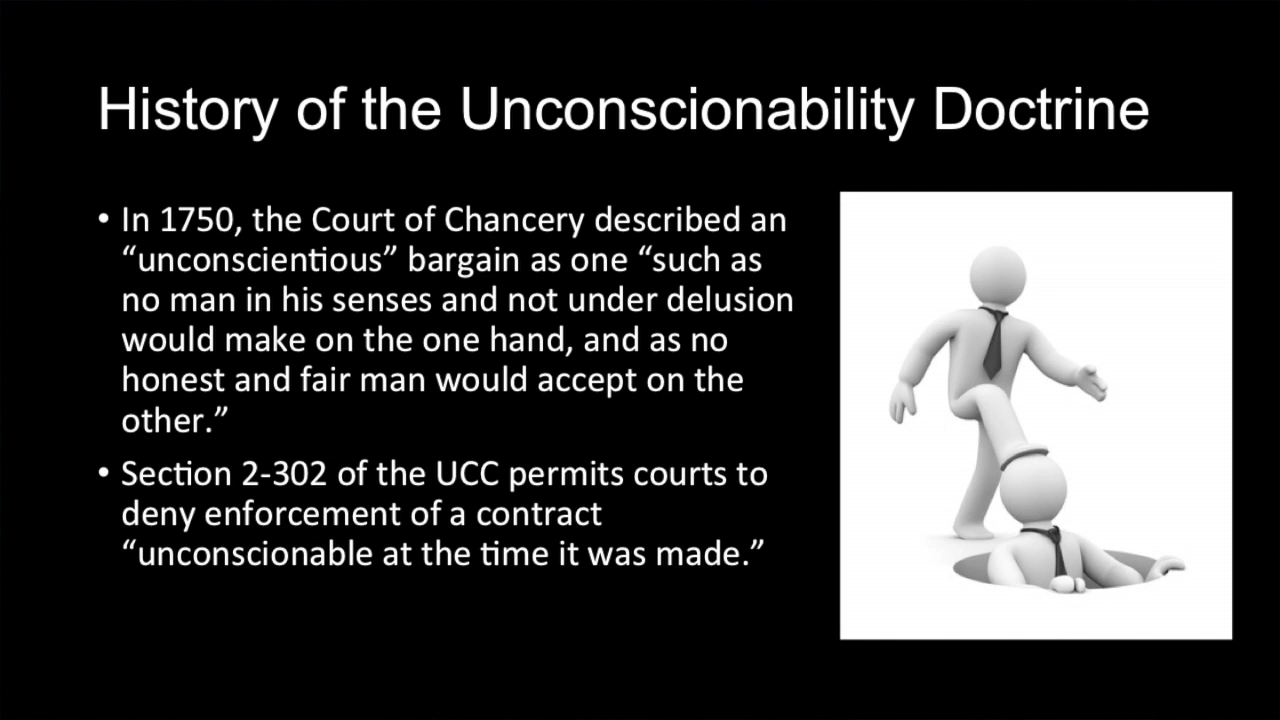 History of the Unconscionability Doctrine
• In 1750, the Court of Chancery described an
“unconscientious” bargain as one “such as
no man in his senses and not under delusion
would make on the one hand, and as no
honest and fair man would accept on the
other.”
• Section 2-302 of the UCC permits courts to
deny enforcement of a contract
“unconscionable at the time it was made.”